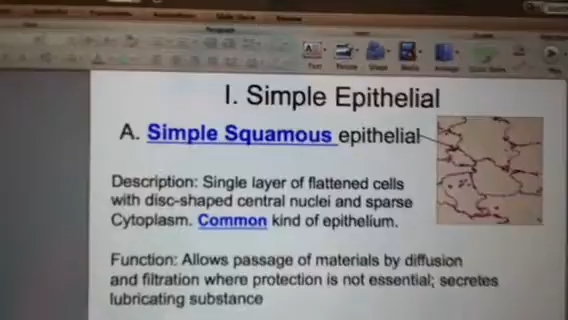 I. Simple Epithelial
A. Simple Squamous epithelial
Description: Single layer of flattened cells
with disc-shaped central nuclei and sparse
Cytoplasm. Common kind of epithelium.
Function: Allows passage of materials by diffusion
and filtration where protection is not essential; secretes
lubricating substance